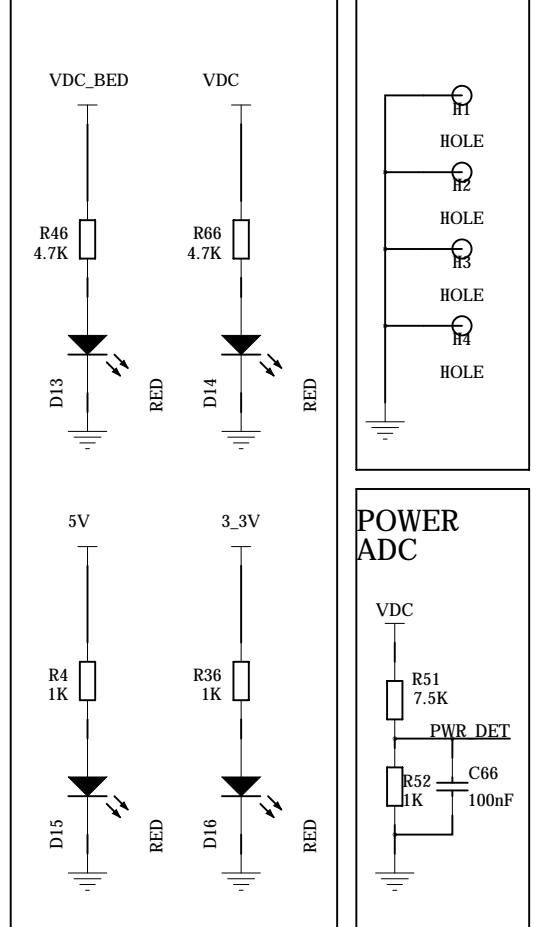 VDC_BED
VDC
R46
4.7K
R66
4.7K
D13
RED
D14
RED
5V
3_3V
R4
1K
R36
1K
D15
RED
D16
RED
H1
HOLE
H2
HOLE
H3
HOLE
H4
HOLE
POWER
ADC
VDC
R51
7.5K
PWR_DET
R52
1K
C66
100nF